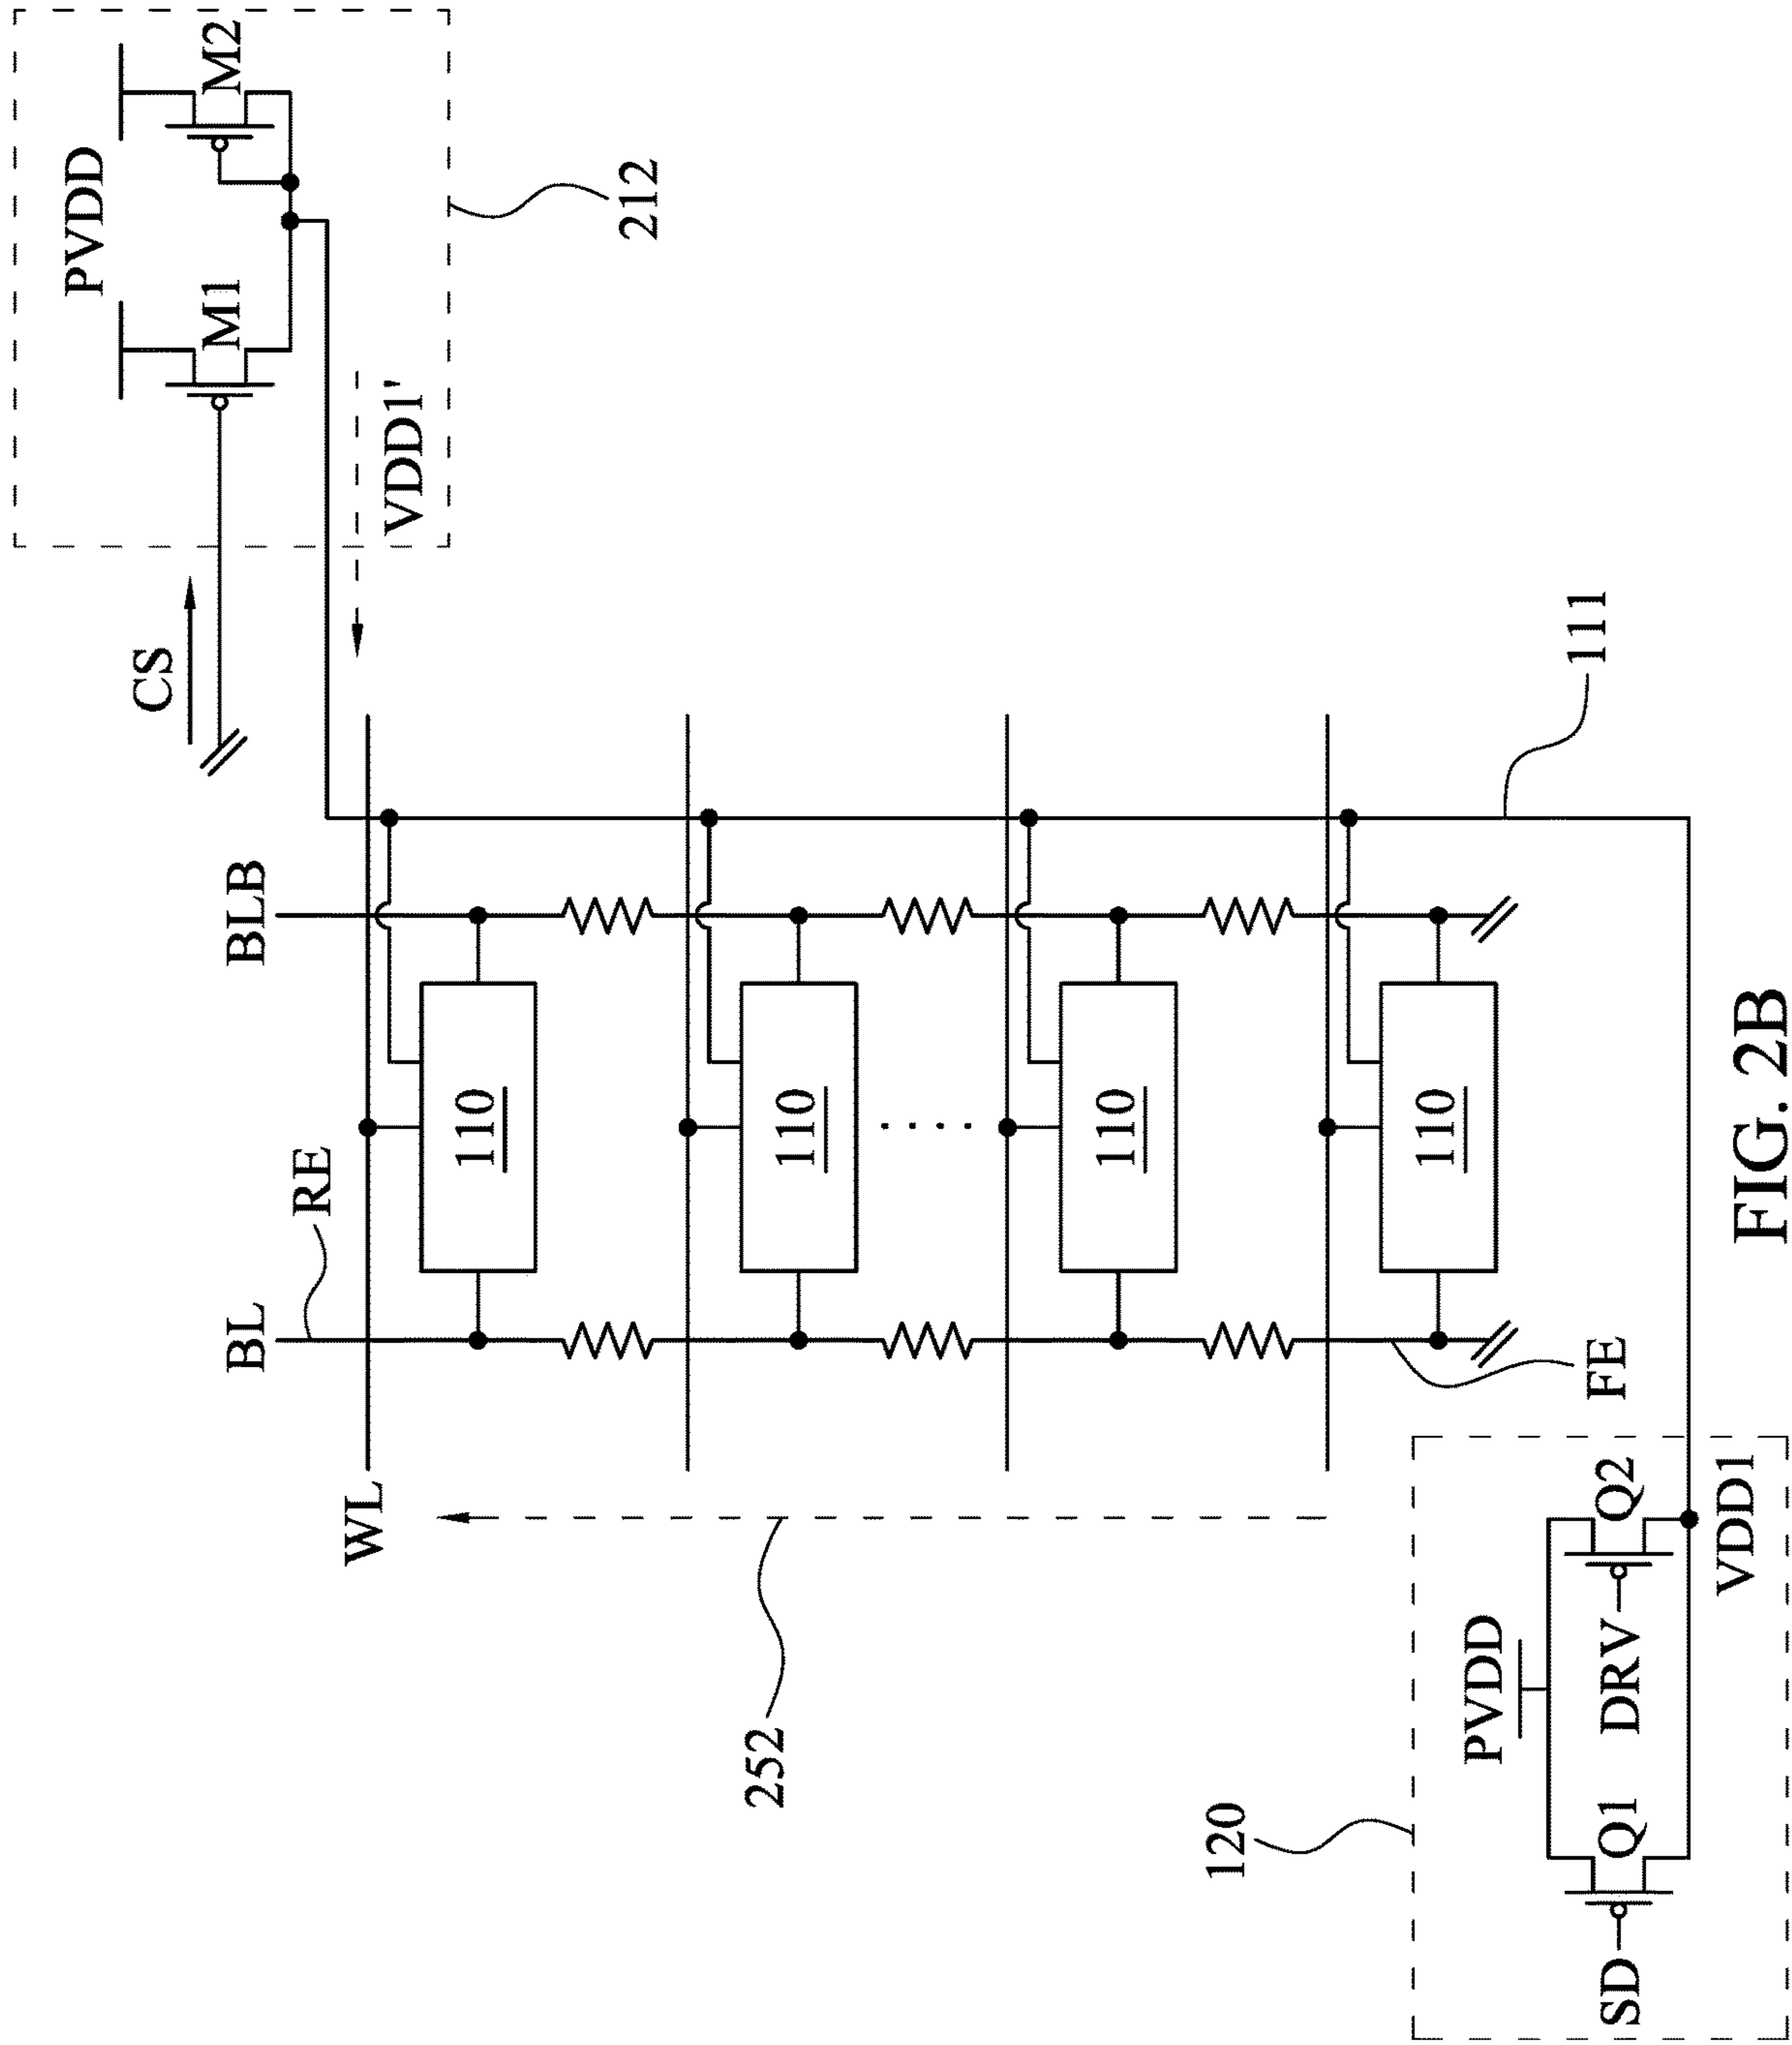 PVDD
M1
M2
212
CS
VDD1'
BL
BLB
RE
WL
110
110
. . . .
110
110
252
111
FE
120
PVDD
SD
Q1
DRV
Q2
VDD1
FIG. 2B